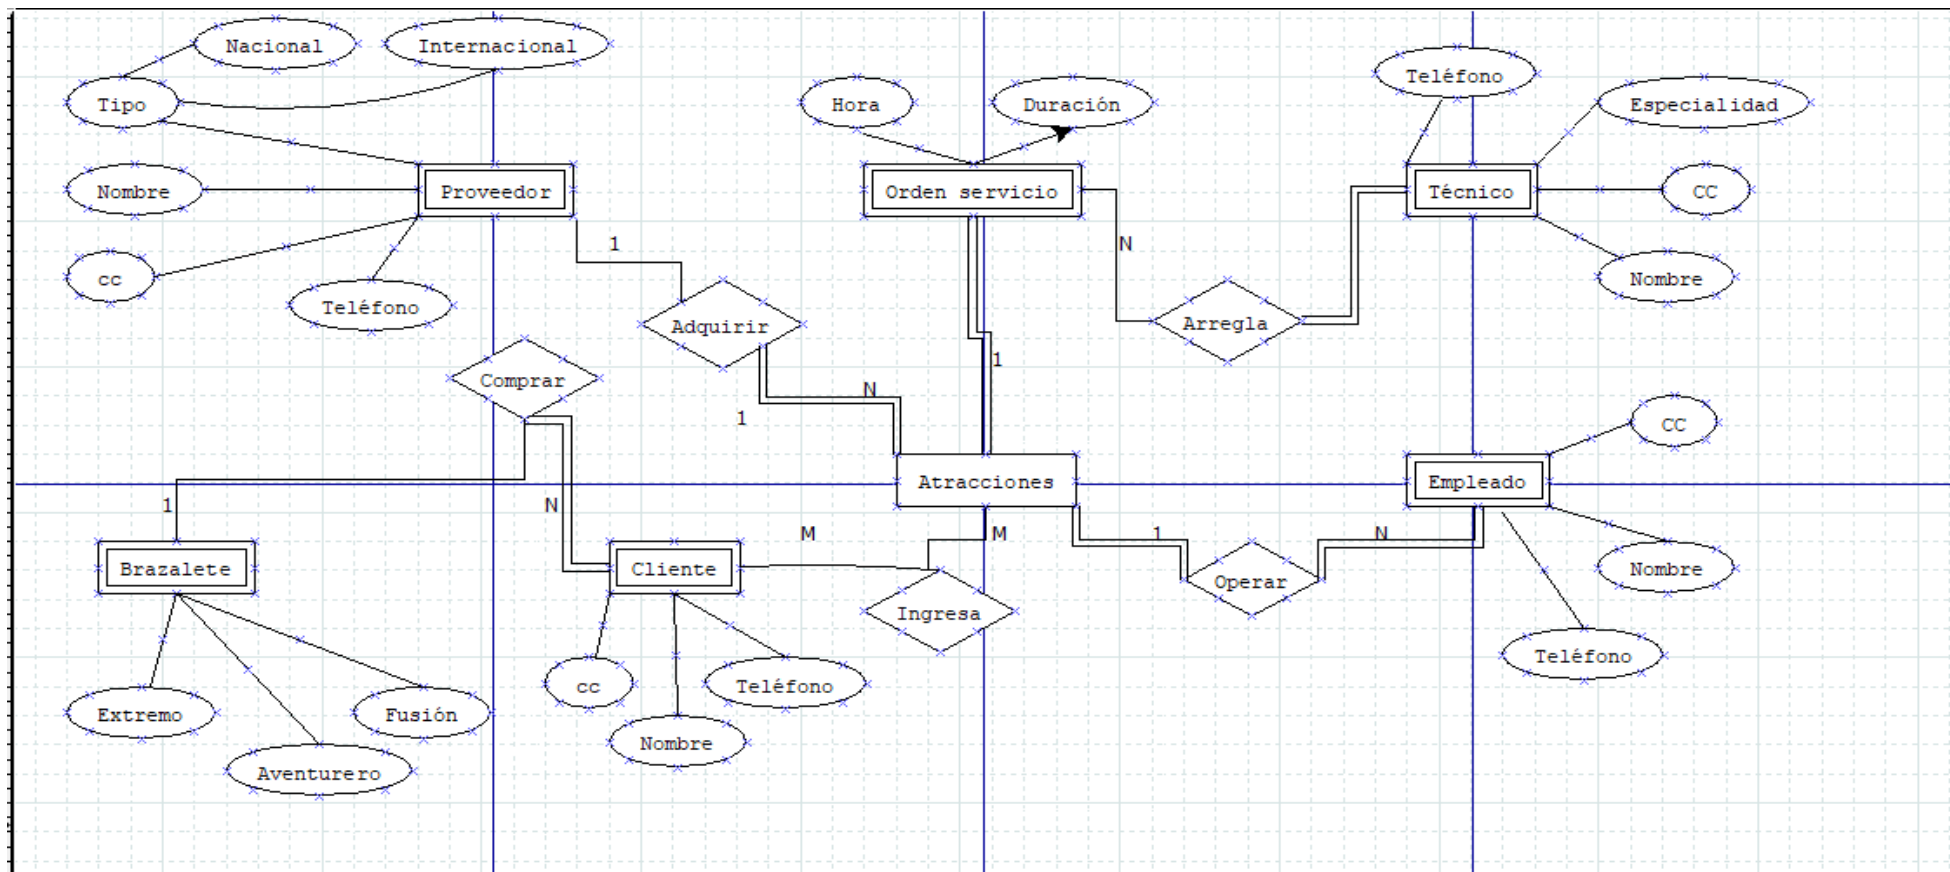 Nacional
Internacional
Tipo
Nombre
cc
Teléfono
Proveedor
Hora
Duración
Orden servicio
Teléfono
Especialidad
Técnico
CC
Nombre
1
N
Adquirir
Arregla
Comprar
1
N
1
CC
Atracciones
Empleado
1
N
M
M
1
N
Brazalete
Cliente
Operar
Nombre
Ingresa
Teléfono
cc
Teléfono
Extremo
Fusión
Nombre
Aventurero